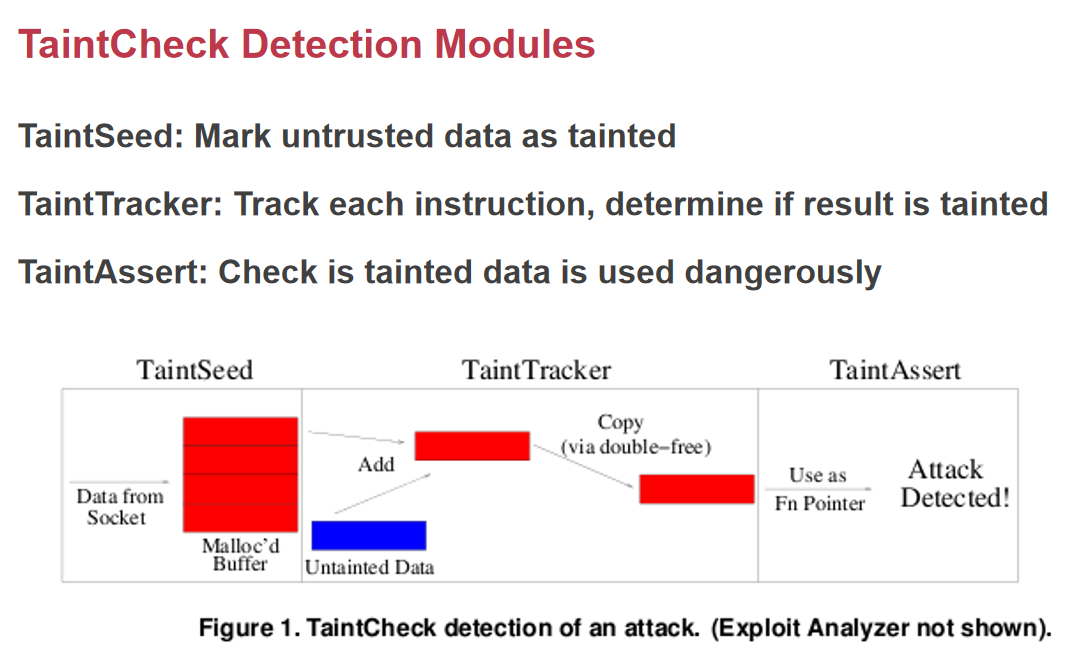 TaintCheck Detection Modules
TaintSeed: Mark untrusted data as tainted
TaintTracker: Track each instruction, determine if result is tainted
TaintAssert: Check is tainted data is used dangerously
TaintSeed
TaintTracker
TaintAssert
Data from
Socket
Malloc'd
Buffer
Add
Untainted Data
Copy
(via double-free)
Use as
Fn Pointer
Attack
Detected!
Figure 1. TaintCheck detection of an attack. (Exploit Analyzer not shown).